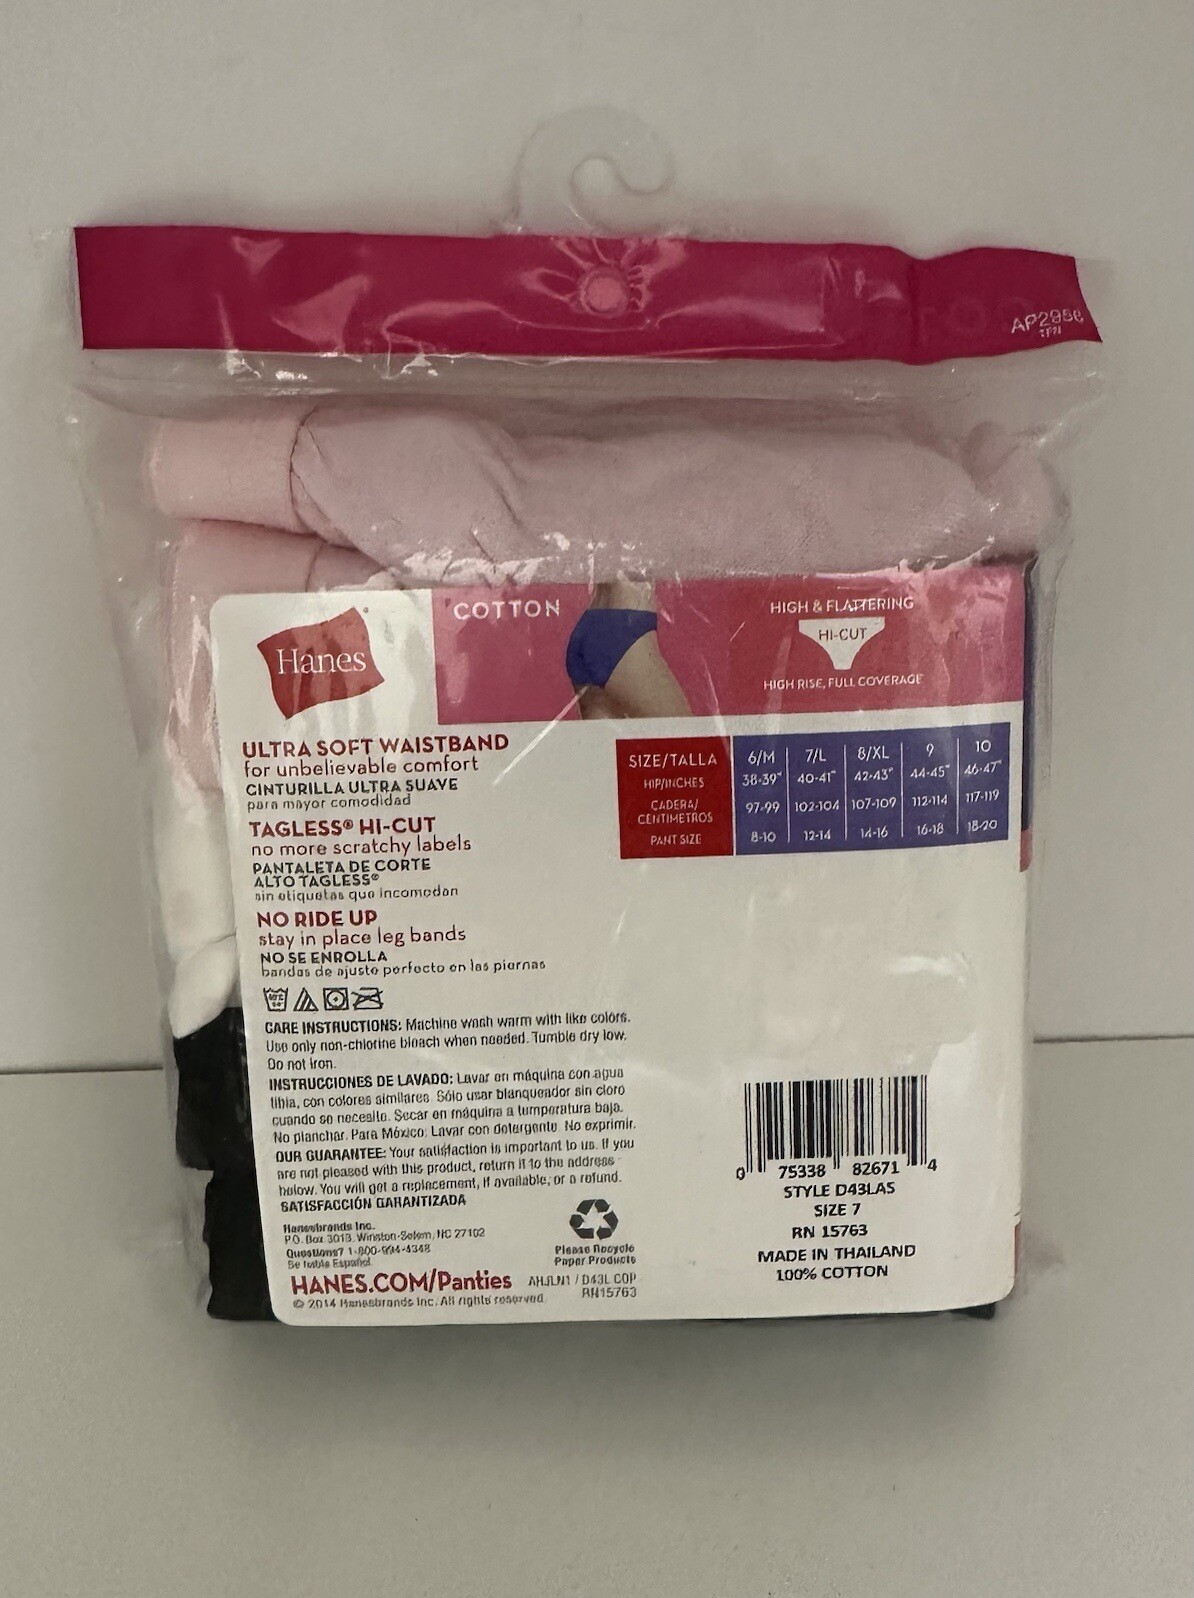 AP2956
Hanes
COTTON
HIGH & FLATTERING
HI-CUT
HIGH RISE, FULL COVERAGE
ULTRA SOFT WAISTBAND
for unbelievable comfort
CINTURILLA ULTRA SUAVE
para mayor comodidad
TAGLESS® HI-CUT
no more scratchy labels
PANTALETA DE CORTE
ALTO TAGLESS®
sin etiquetas que incomodan
NO RIDE UP
stay in place leg bands
NO SE ENROLLA
bandas de ajuste perfecto en las piernas
SIZE/TALLA 6/M 7/L 8/XL 9 10
HIP/INCHES 38-39" 40-41" 42-43" 44-45" 46-47"
CADERA/
CENTIMETROS 97-99 102-104 107-109 112-114 117-119
PANT SIZE 8-10 12-14 14-16 16-18 18-20
CARE INSTRUCTIONS: Machine wash warm with like colors.
Use only non-chlorine bleach when needed. Tumble dry low.
Do not iron.
INSTRUCCIONES DE LAVADO: Lavar en máquina con agua
tibia, con colores similares. Sólo usar blanqueador sin cloro
cuando se necesite. Secar en máquina a temperatura baja.
No planchar. Para México: Lavar con detergente. No exprimir.
OUR GUARANTEE: Your satisfaction is important to us. If you
are not pleased with this product, return it to the address
below. You will get a replacement, if available, or a refund.
SATISFACCIÓN GARANTIZADA
Hanesbrands Inc.
P.O. Box 3013, Winston-Salem, NC 27102
Questions? 1-800-994-4348
Se habla Español
HANES.COM/Panties
© 2014 Hanesbrands Inc. All rights reserved
Please Recycle
Paper Products
D43L COP
RN15763
0 75338 82671 4
STYLE D43LAS
SIZE 7
RN 15763
MADE IN THAILAND
100% COTTON